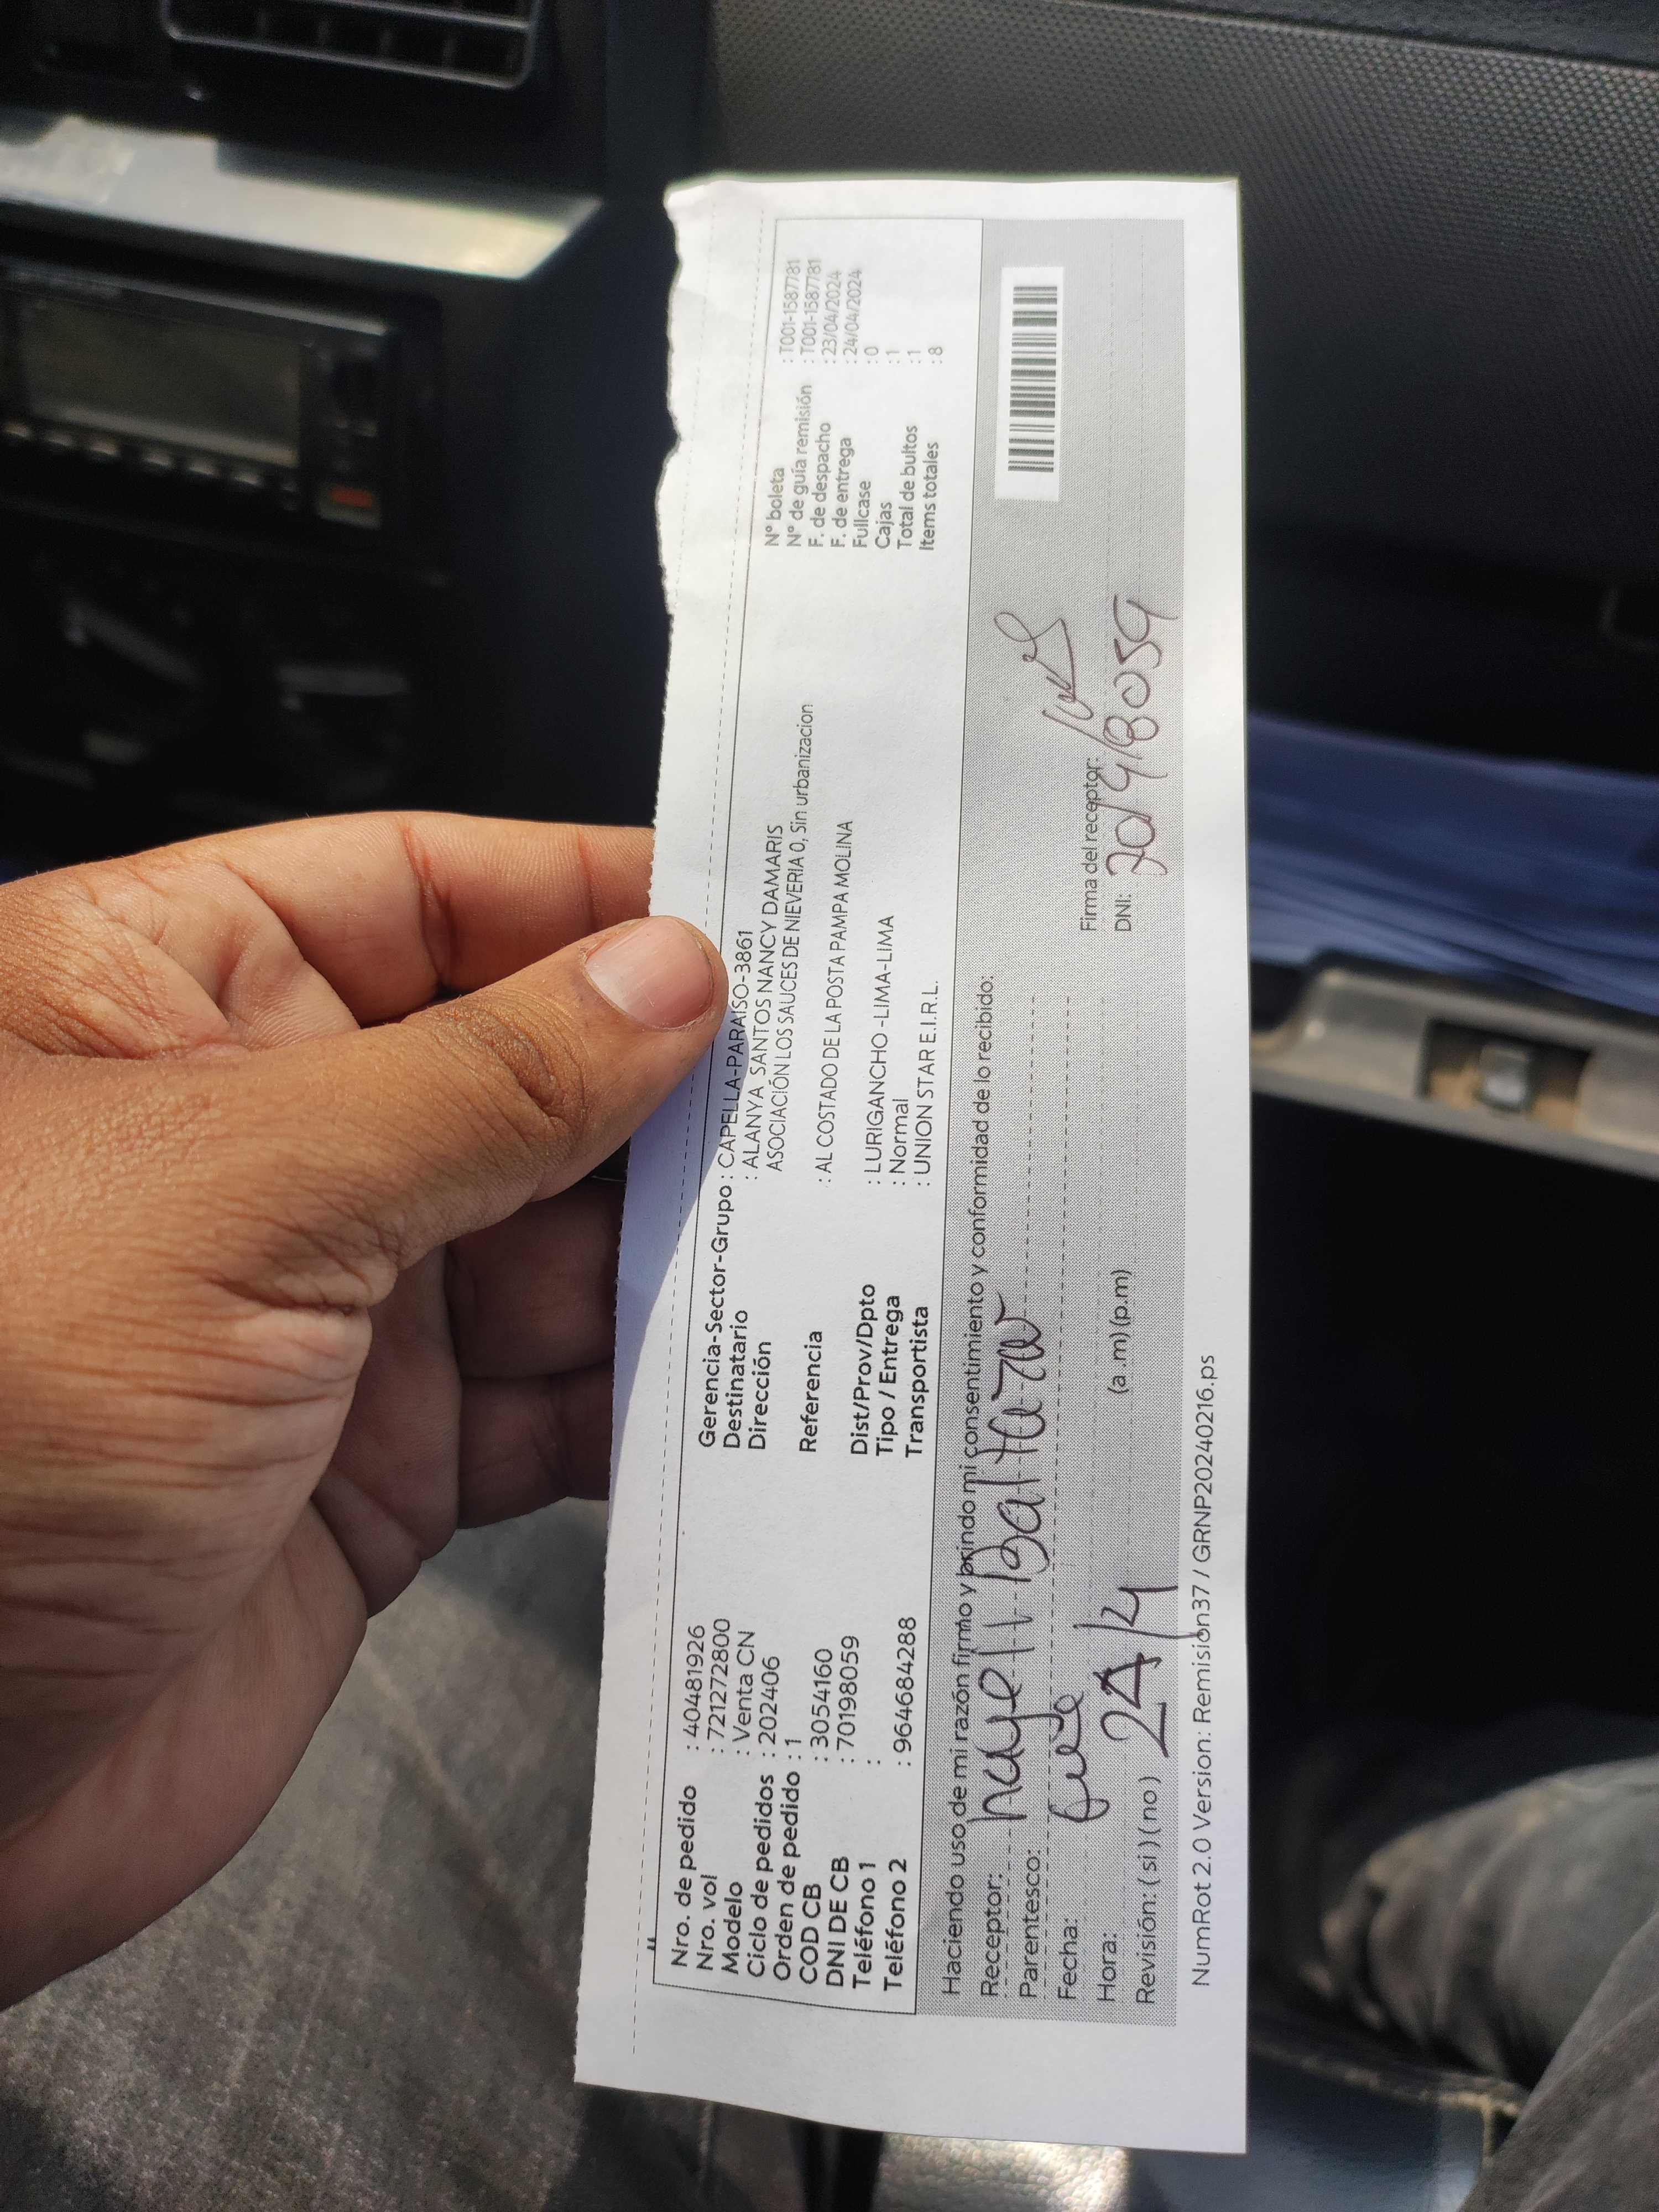 Nro. de pedido : 40481926
Nro. vol : 721272800
Modelo : Venta CN
Ciclo de pedidos : 202406
Orden de pedido : 1
COD CB : 3054160
DNI DE CB : 70198059
Teléfono 1 :
Teléfono 2 : 964684288
Gerencia-Sector-Grupo : CAPELLA-PARAISO-3861
Destinatario : ALANYA SANTOS NANCY DAMARIS
Dirección ASOCIACIÓN LOS SAUCES DE NIEVERIA 0, Sin urbanizacion
Referencia : AL COSTADO DE LA POSTA PAMPA MOLINA
Dist/Prov/Dpto : LURIGANCHO-LIMA-LIMA
Tipo / Entrega : Normal
Transportista : UNION STAR E.I.R.L.
N° boleta : T001-1587781
N° de guía remisión : T001-1587781
F. de despacho : 23/04/2024
F. de entrega : 24/04/2024
Fullcase : 0
Cajas : 1
Total de bultos : 1
Items totales : 8
Haciendo uso de mi razón firmo y brindo mi consentimiento y conformidad de lo recibido:
Receptor: Baltazar
Parentesco:
Fecha: 24/4
Hora: (a.m) (p.m)
Revisión: ( si ) ( no )
Firma del receptor:
DNI: 70198059
NumRot 2.0 Version: Remision37 / GRNP20240216.ps